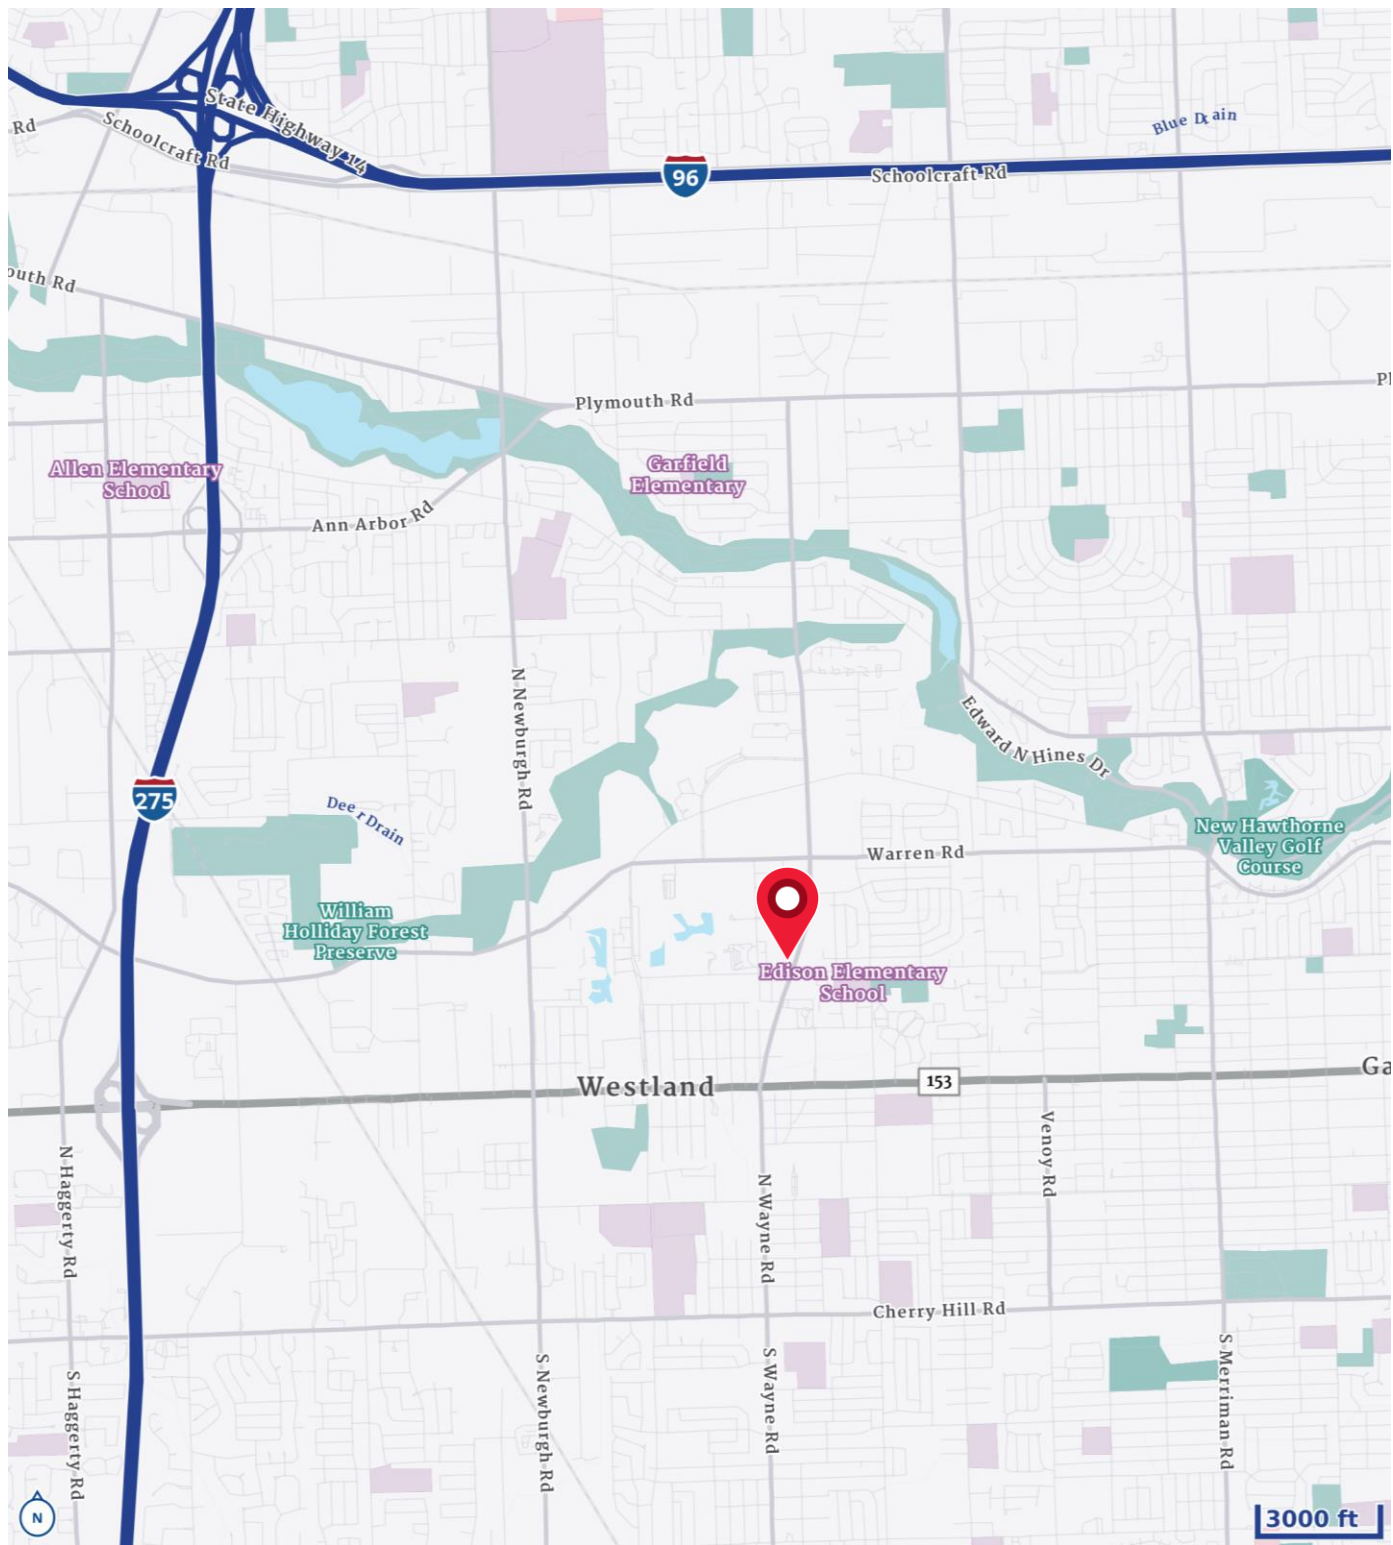 State Highway 14
Rd
Schoolcraft Rd
Blue Drain
96
Schoolcraft Rd
outh Rd
Plymouth Rd
Pl
Allen Elementary
School
Garfield
Elementary
Ann Arbor Rd
N Newburgh Rd
Edward N Hines Dr
275
Deer Drain
New Hawthorne
Valley Golf
Course
Warren Rd
William
Holliday Forest
Preserve
Edison Elementary
School
Westland
153
Ga
N Haggerty Rd
Venoy Rd
N Wayne Rd
Cherry Hill Rd
S Haggerty Rd
S Newburgh Rd
S Wayne Rd
S Merriman Rd
N
3000 ft